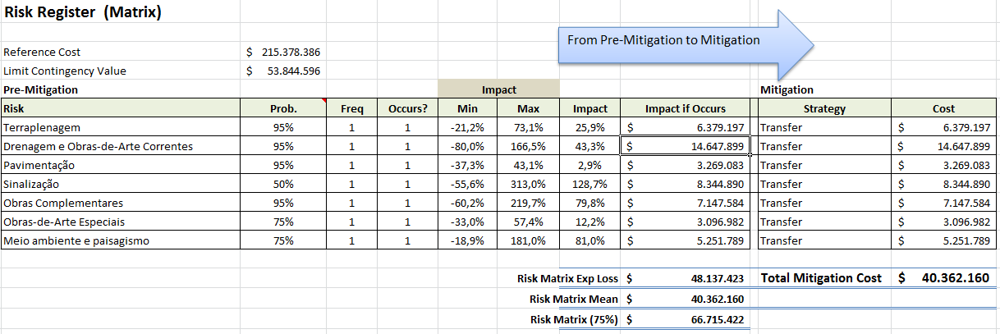 Risk Register (Matrix)
From Pre-Mitigation to Mitigation
Reference Cost $ 215.378.386
Limit Contingency Value $ 53.844.596
Pre-Mitigation Impact Mitigation
Risk Prob. Freq Occurs? Min Max Impact Impact if Occurs Strategy Cost
Terraplenagem 95% 1 1 -21,2% 73,1% 25,9% $ 6.379.197 Transfer $ 6.379.197
Drenagem e Obras-de-Arte Correntes 95% 1 1 -80,0% 166,5% 43,3% $ 14.647.899 Transfer $ 14.647.899
Pavimentação 95% 1 1 -37,3% 43,1% 2,9% $ 3.269.083 Transfer $ 3.269.083
Sinalização 50% 1 1 -55,6% 313,0% 128,7% $ 8.344.890 Transfer $ 8.344.890
Obras Complementares 95% 1 1 -60,2% 219,7% 79,8% $ 7.147.584 Transfer $ 7.147.584
Obras-de-Arte Especiais 75% 1 1 -33,0% 57,4% 12,2% $ 3.096.982 Transfer $ 3.096.982
Meio ambiente e paisagismo 75% 1 1 -18,9% 181,0% 81,0% $ 5.251.789 Transfer $ 5.251.789
Risk Matrix Exp Loss $ 48.137.423 Total Mitigation Cost $ 40.362.160
Risk Matrix Mean $ 40.362.160
Risk Matrix (75%) $ 66.715.422